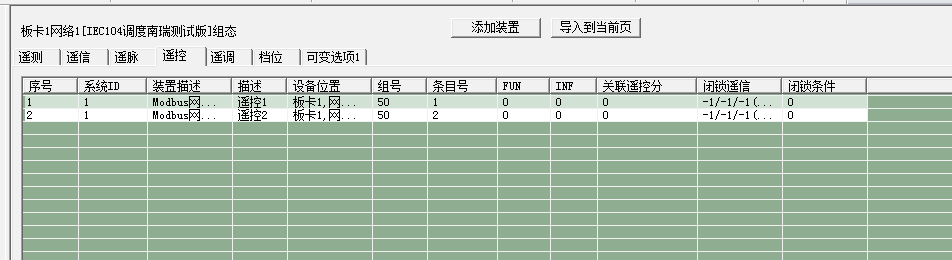 板卡1网络1[IEC104调度南瑞测试版]组态 添加装置 导入到当前页
遥测 遥信 遥脉 遥控 遥调 档位 可变选项1
序号 系统ID 装置描述 描述 设备位置 组号 条目号 FUN INF 关联遥控分 闭锁遥信 闭锁条件
1 1 Modbus网... 遥控1 板卡1,网... 50 1 0 0 0 -1/-1/-1(... 0
2 1 Modbus网... 遥控2 板卡1,网... 50 2 0 0 0 -1/-1/-1(... 0